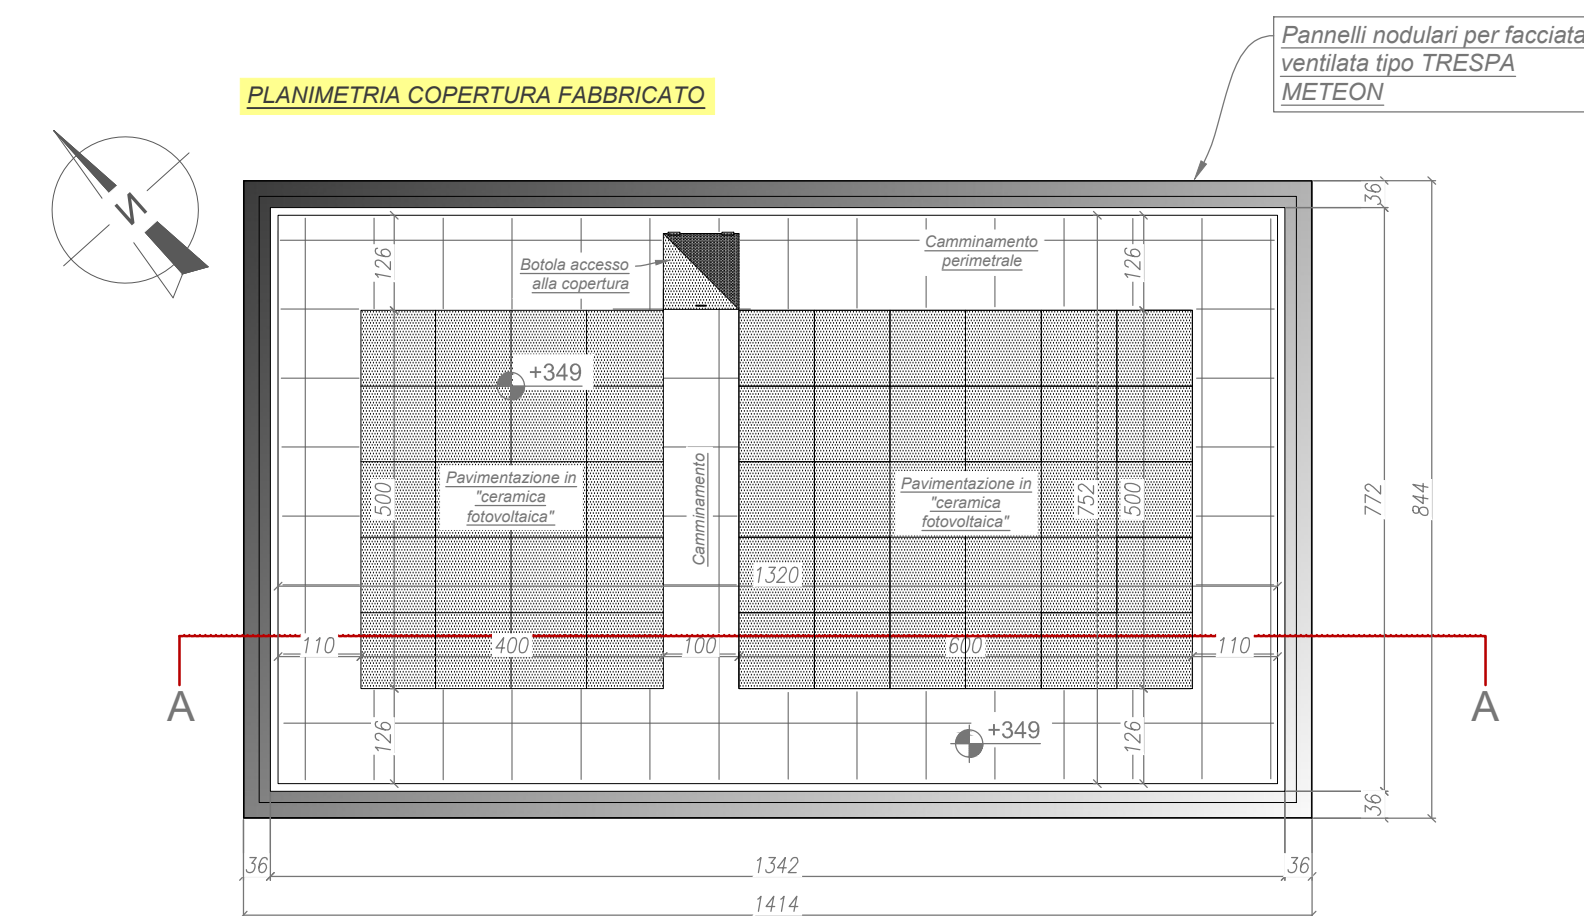 Pannelli nodulari per facciata
ventilata tipo TRESPA
METEON
PLANIMETRIA COPERTURA FABBRICATO
N
36
126
Botola accesso
alla copertura
Camminamento
perimetrale
126
+349
500
Pavimentazione in
"ceramica
fotovoltaica"
Camminamento
Pavimentazione in
"ceramica
fotovoltaica"
752
500
772
844
1320
110
400
100
600
110
A
A
126
+349
126
36
36
1342
36
1414